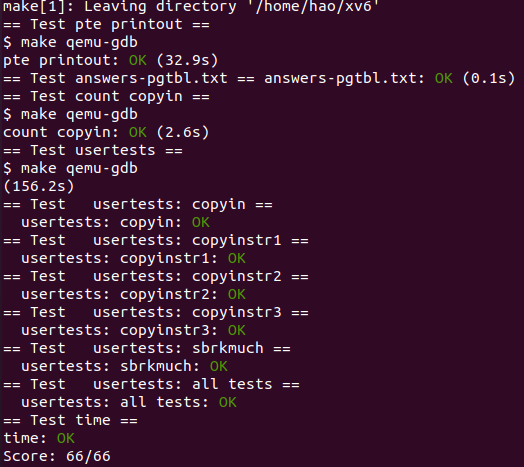 make[1]: Leaving directory '/home/hao/xv6'
== Test pte printout ==
$ make qemu-gdb
pte printout: OK (32.9s)
== Test answers-pgtbl.txt == answers-pgtbl.txt: OK (0.1s)
== Test count copyin ==
$ make qemu-gdb
count copyin: OK (2.6s)
== Test usertests ==
$ make qemu-gdb
(156.2s)
== Test   usertests: copyin ==
  usertests: copyin: OK
== Test   usertests: copyinstr1 ==
  usertests: copyinstr1: OK
== Test   usertests: copyinstr2 ==
  usertests: copyinstr2: OK
== Test   usertests: copyinstr3 ==
  usertests: copyinstr3: OK
== Test   usertests: sbrkmuch ==
  usertests: sbrkmuch: OK
== Test   usertests: all tests ==
  usertests: all tests: OK
== Test time ==
time: OK
Score: 66/66